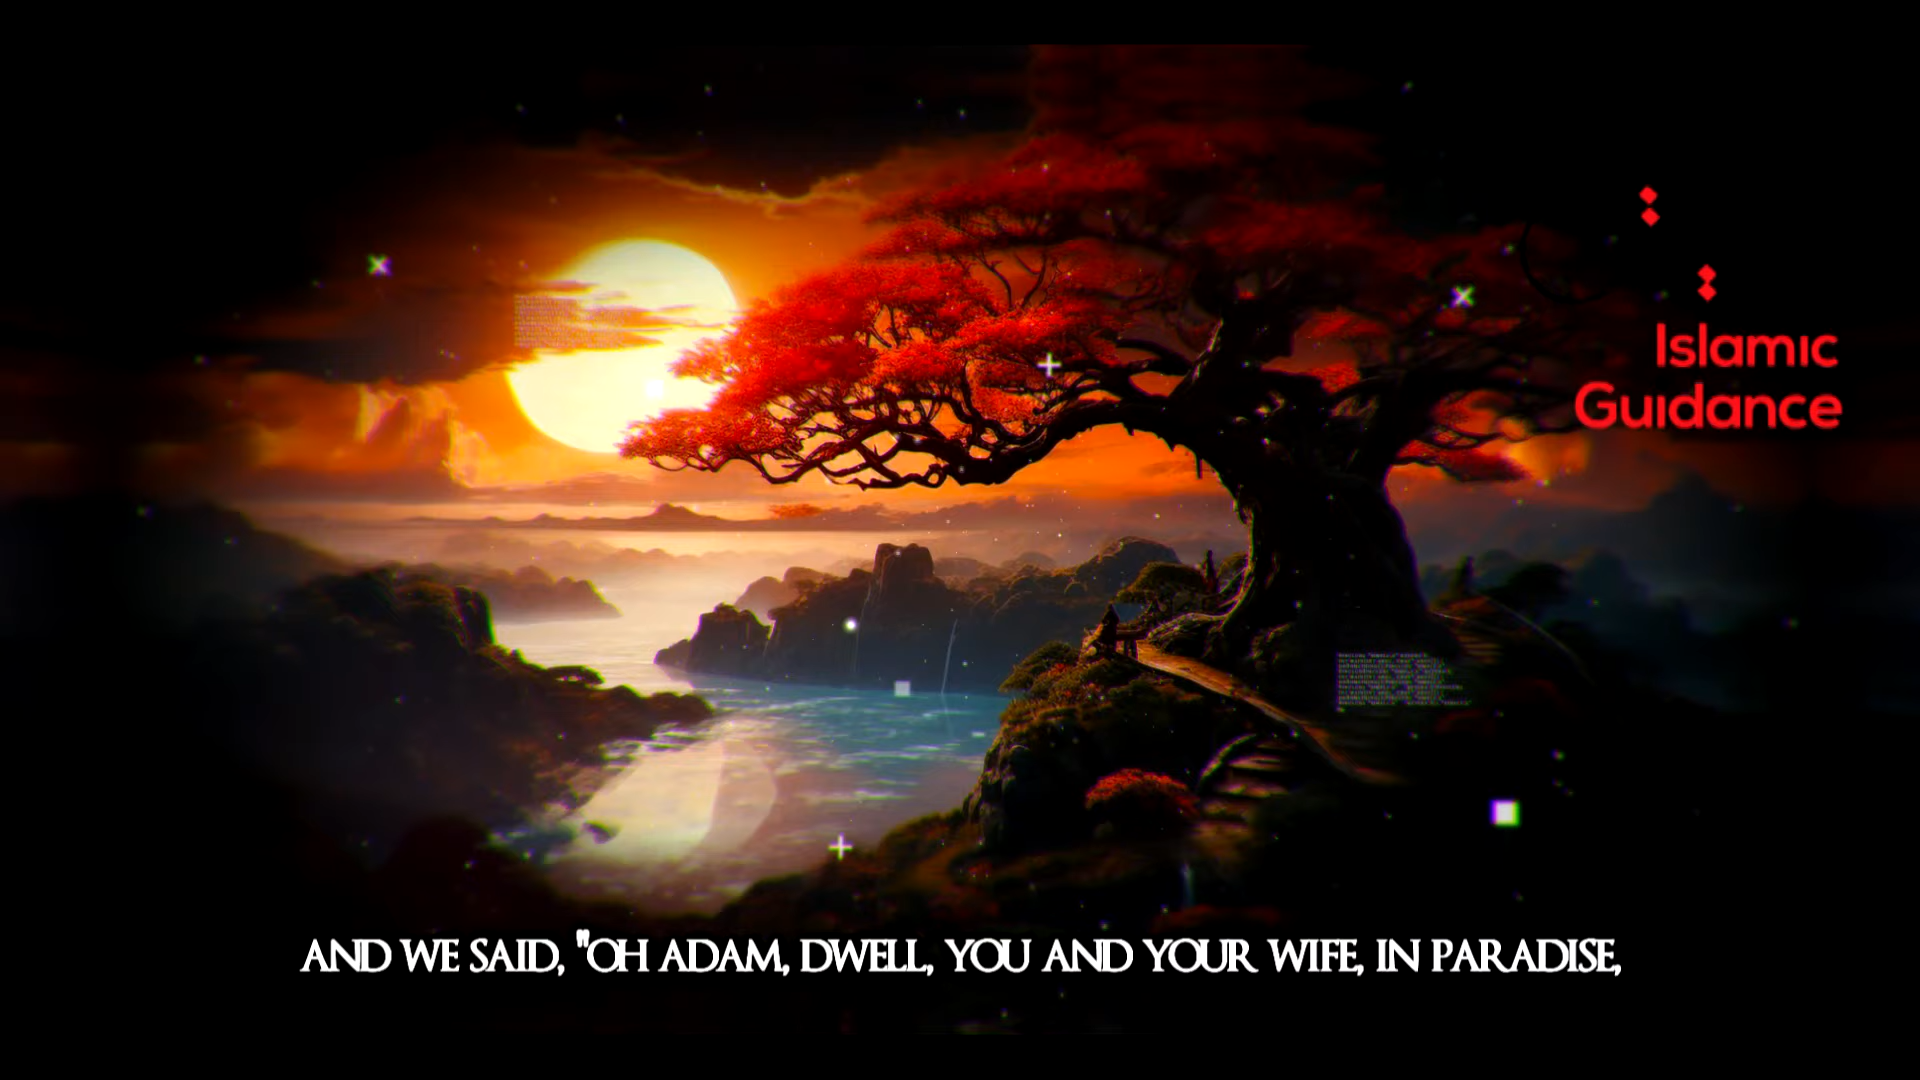 Islamic
Guidance
AND WE SAID, "OH ADAM, DWELL, YOU AND YOUR WIFE, IN PARADISE,